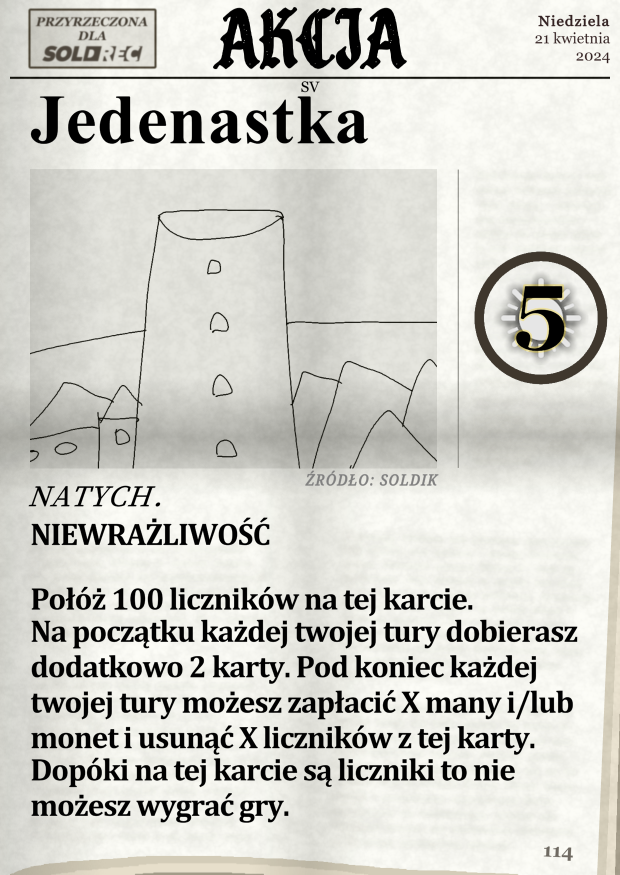 PRZYRZECZONA
DLA
SOLDREC
AKCJA
Niedziela
21 kwietnia
2024
SV
Jedenastka
5
ŹRÓDŁO: SOLDIK
NATYCH.
NIEWRAŻLIWOŚĆ
Połóż 100 liczników na tej karcie.
Na początku każdej twojej tury dobierasz
dodatkowo 2 karty. Pod koniec każdej
twojej tury możesz zapłacić X many i/lub
monet i usunąć X liczników z tej karty.
Dopóki na tej karcie są liczniki to nie
możesz wygrać gry.
114